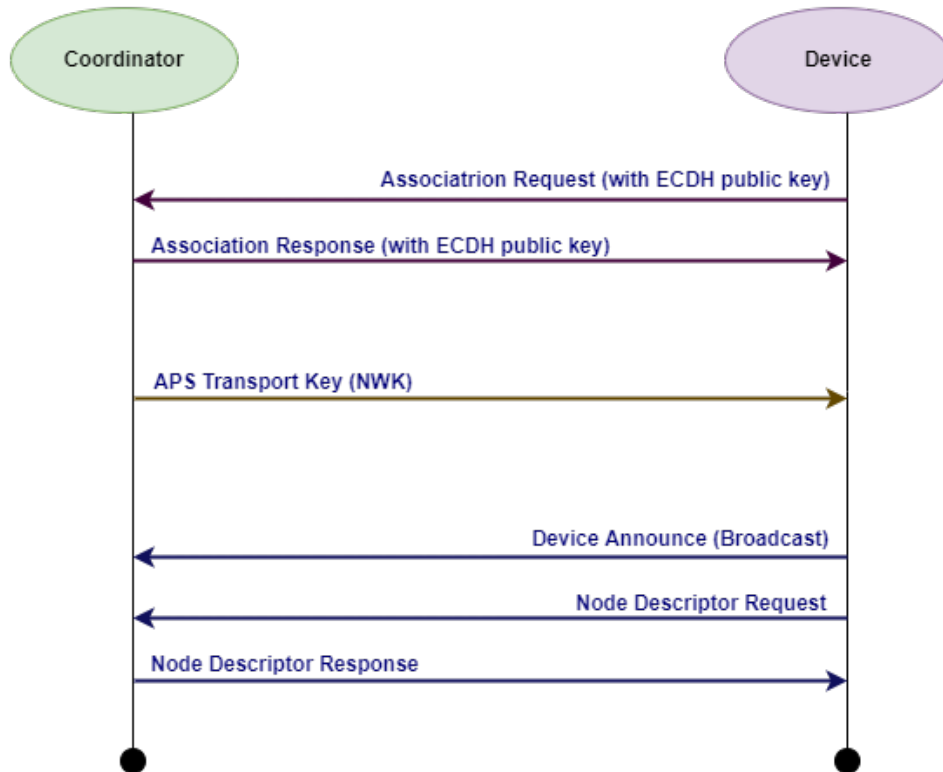 Coordinator
Device
Associatrion Request (with ECDH public key)
Association Response (with ECDH public key)
APS Transport Key (NWK)
Device Announce (Broadcast)
Node Descriptor Request
Node Descriptor Response